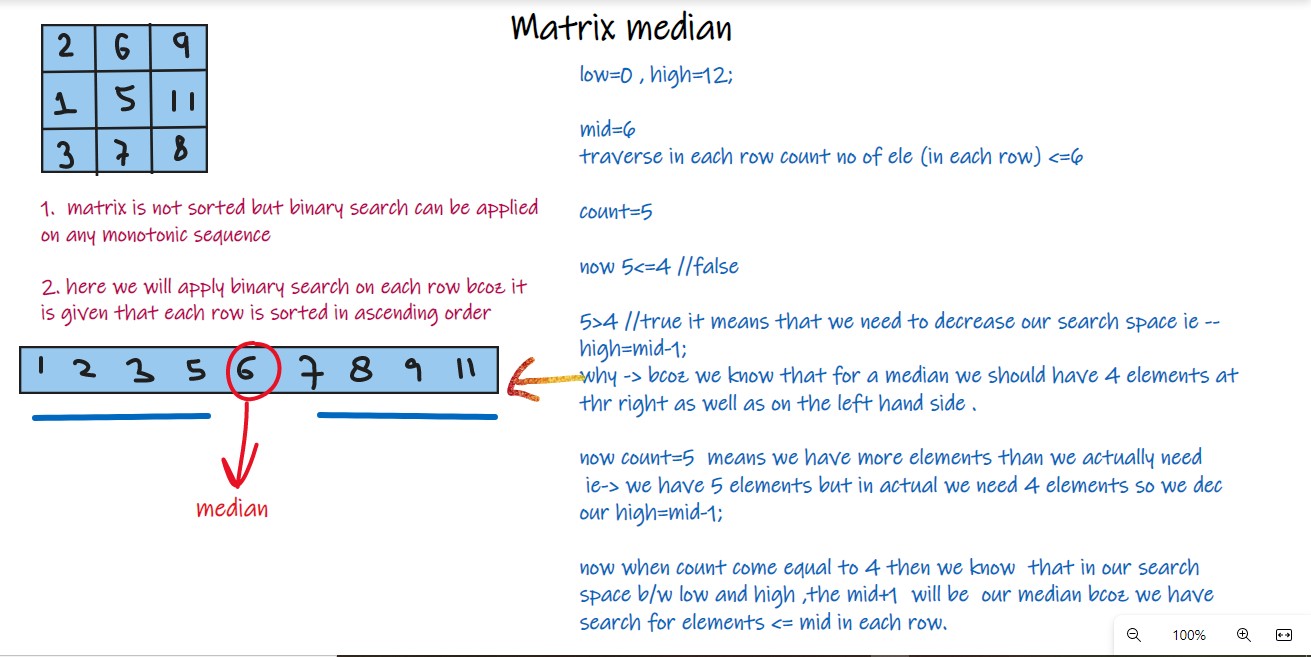 Matrix median
2 6 9
1 5 11
3 7 8
1. matrix is not sorted but binary search can be applied
on any monotonic sequence
2. here we will apply binary search on each row bcoz it
is given that each row is sorted in ascending order
1 2 3 5 6 7 8 9 11
median
low=0 , high=12;
mid=6
traverse in each row count no of ele (in each row) <=6
count=5
now 5<=4 //false
5>4 //true it means that we need to decrease our search space ie --
high=mid-1;
why -> bcoz we know that for a median we should have 4 elements at
thr right as well as on the left hand side .
now count=5 means we have more elements than we actually need
ie-> we have 5 elements but in actual we need 4 elements so we dec
our high=mid-1;
now when count come equal to 4 then we know that in our search
space b/w low and high ,the mid+1 will be our median bcoz we have
search for elements <= mid in each row.
100%